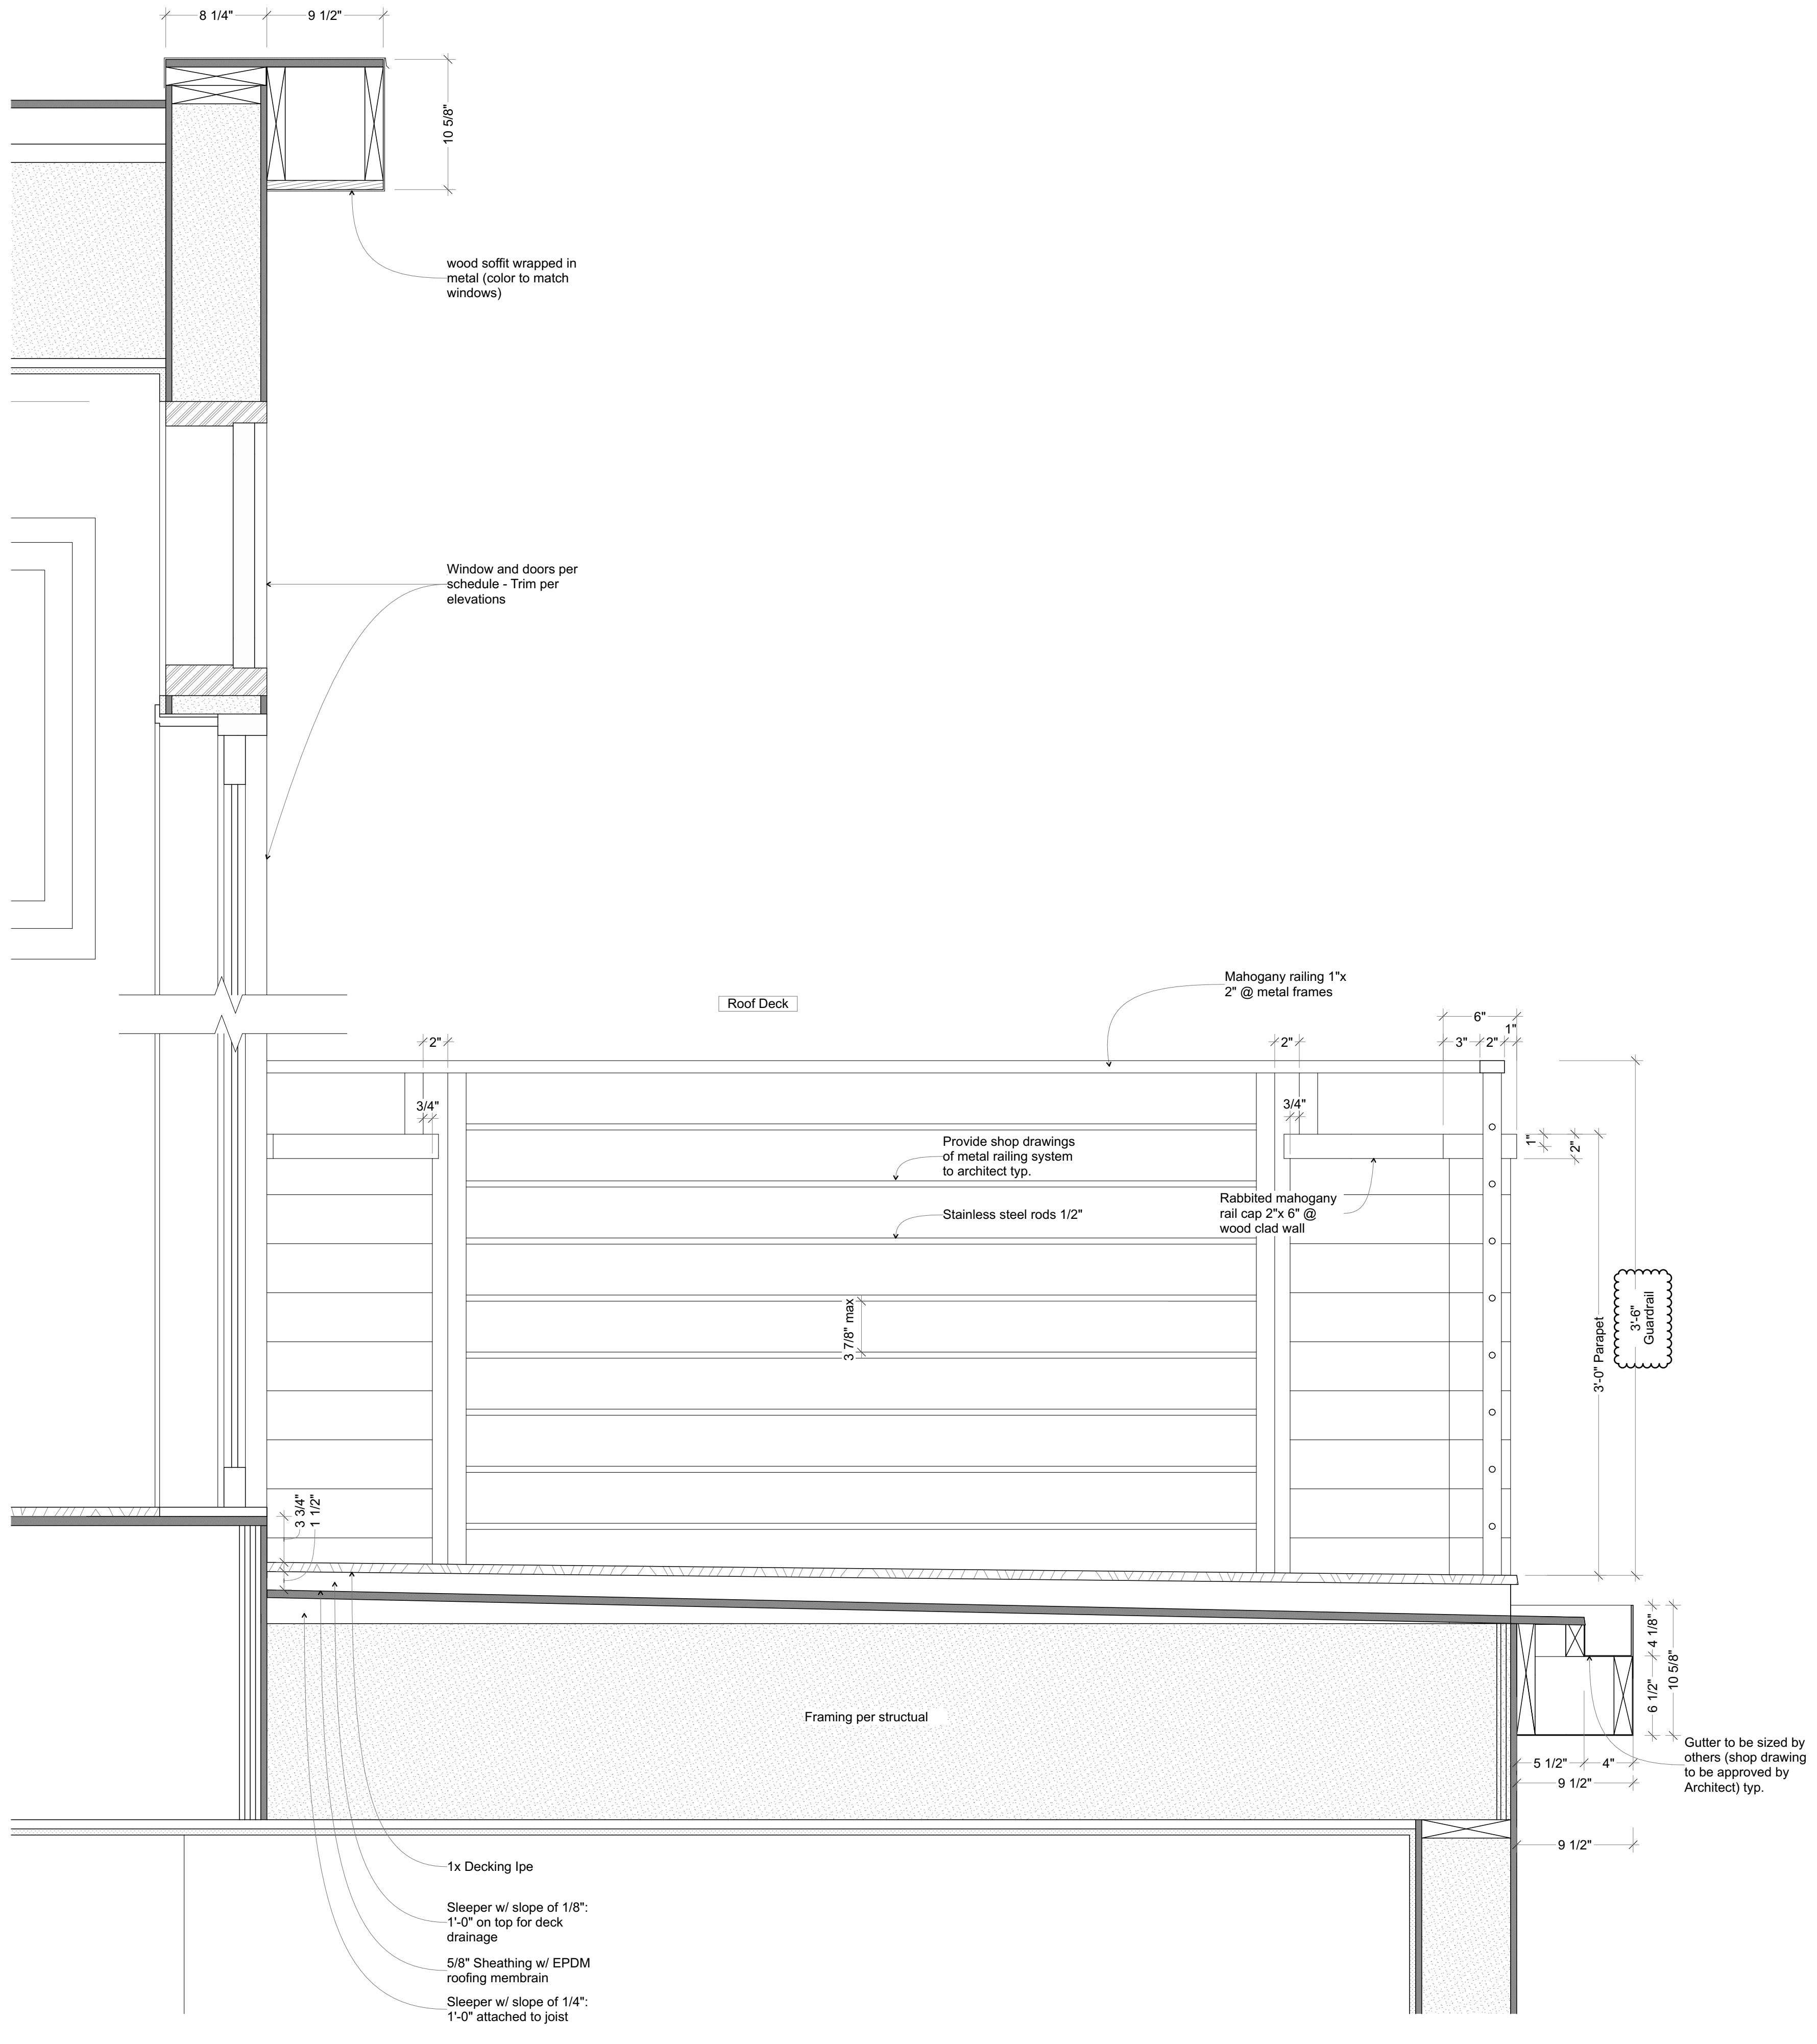 8 1/4"
9 1/2"
10 5/8"
wood soffit wrapped in
metal (color to match
windows)
Window and doors per
schedule - Trim per
elevations
Mahogany railing 1"x
2" @ metal frames
Roof Deck
6"
1"
3"
2"
2"
2"
3/4"
3/4"
Provide shop drawings
of metal railing system
to architect typ.
1"
2"
Rabbited mahogany
rail cap 2"x 6" @
wood clad wall
Stainless steel rods 1/2"
3 7/8" max
3'-0" Parapet
3'-6"
Guardrail
3 3/4"
1 1/2"
4 1/8"
6 1/2"
10 5/8"
Framing per structual
Gutter to be sized by
others (shop drawing
to be approved by
Architect) typ.
5 1/2"
4"
9 1/2"
9 1/2"
1x Decking Ipe
Sleeper w/ slope of 1/8":
1'-0" on top for deck
drainage
5/8" Sheathing w/ EPDM
roofing membrain
Sleeper w/ slope of 1/4":
1'-0" attached to joist